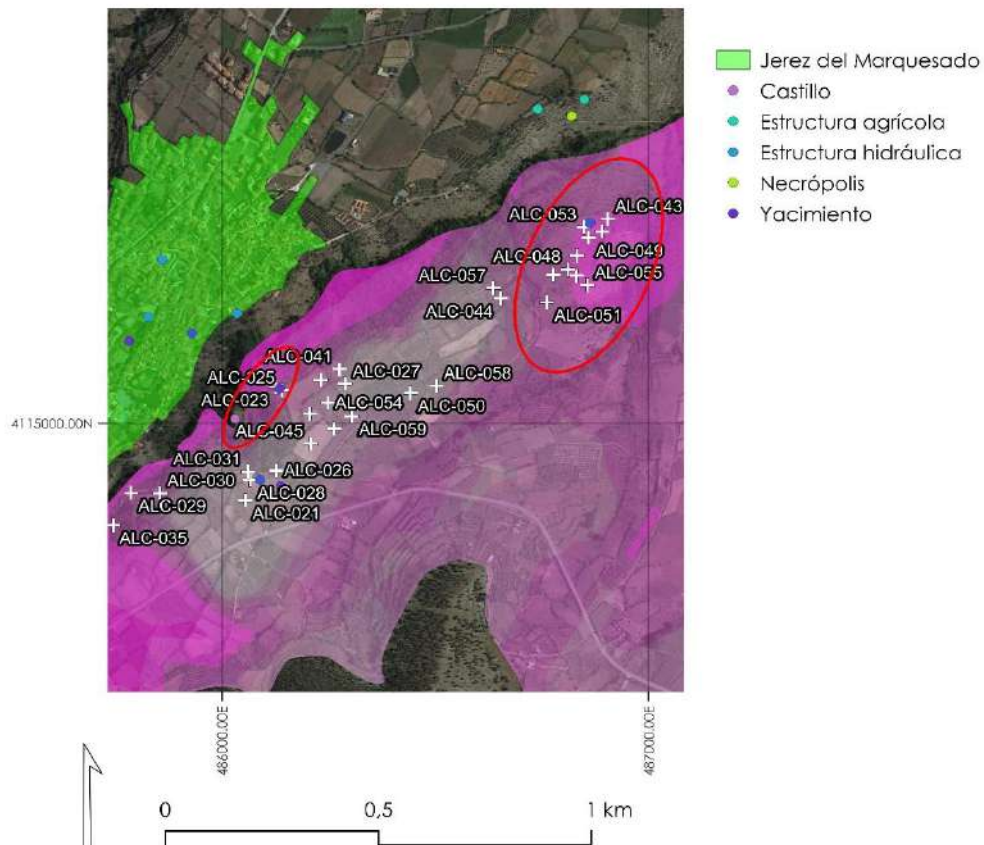 Jerez del Marquesado
Castillo
Estructura agrícola
Estructura hidráulica
Necrópolis
Yacimiento
ALC-053
ALC-043
ALC-048
ALC-049
ALC-057
ALC-055
ALC-044
ALC-051
ALC-041
ALC-025
ALC-027
ALC-058
ALC-023
ALC-054
ALC-050
4115000.00N
ALC-045
ALC-059
ALC-031
ALC-026
ALC-030
ALC-028
ALC-029
ALC-021
ALC-035
486000.00E
487000.00E
0
0,5
1 km